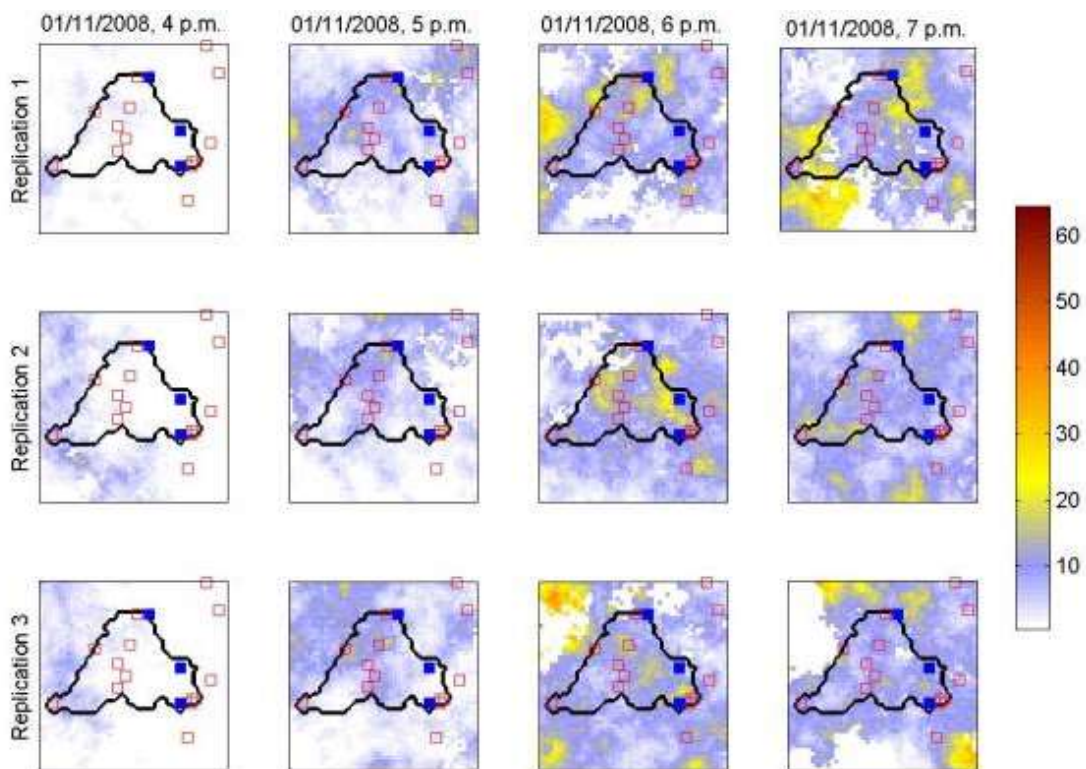 01/11/2008, 4 p.m.
01/11/2008, 5 p.m.
01/11/2008, 6 p.m.
01/11/2008, 7 p.m.
Replication 1
Replication 2
Replication 3
60
50
40
30
20
10